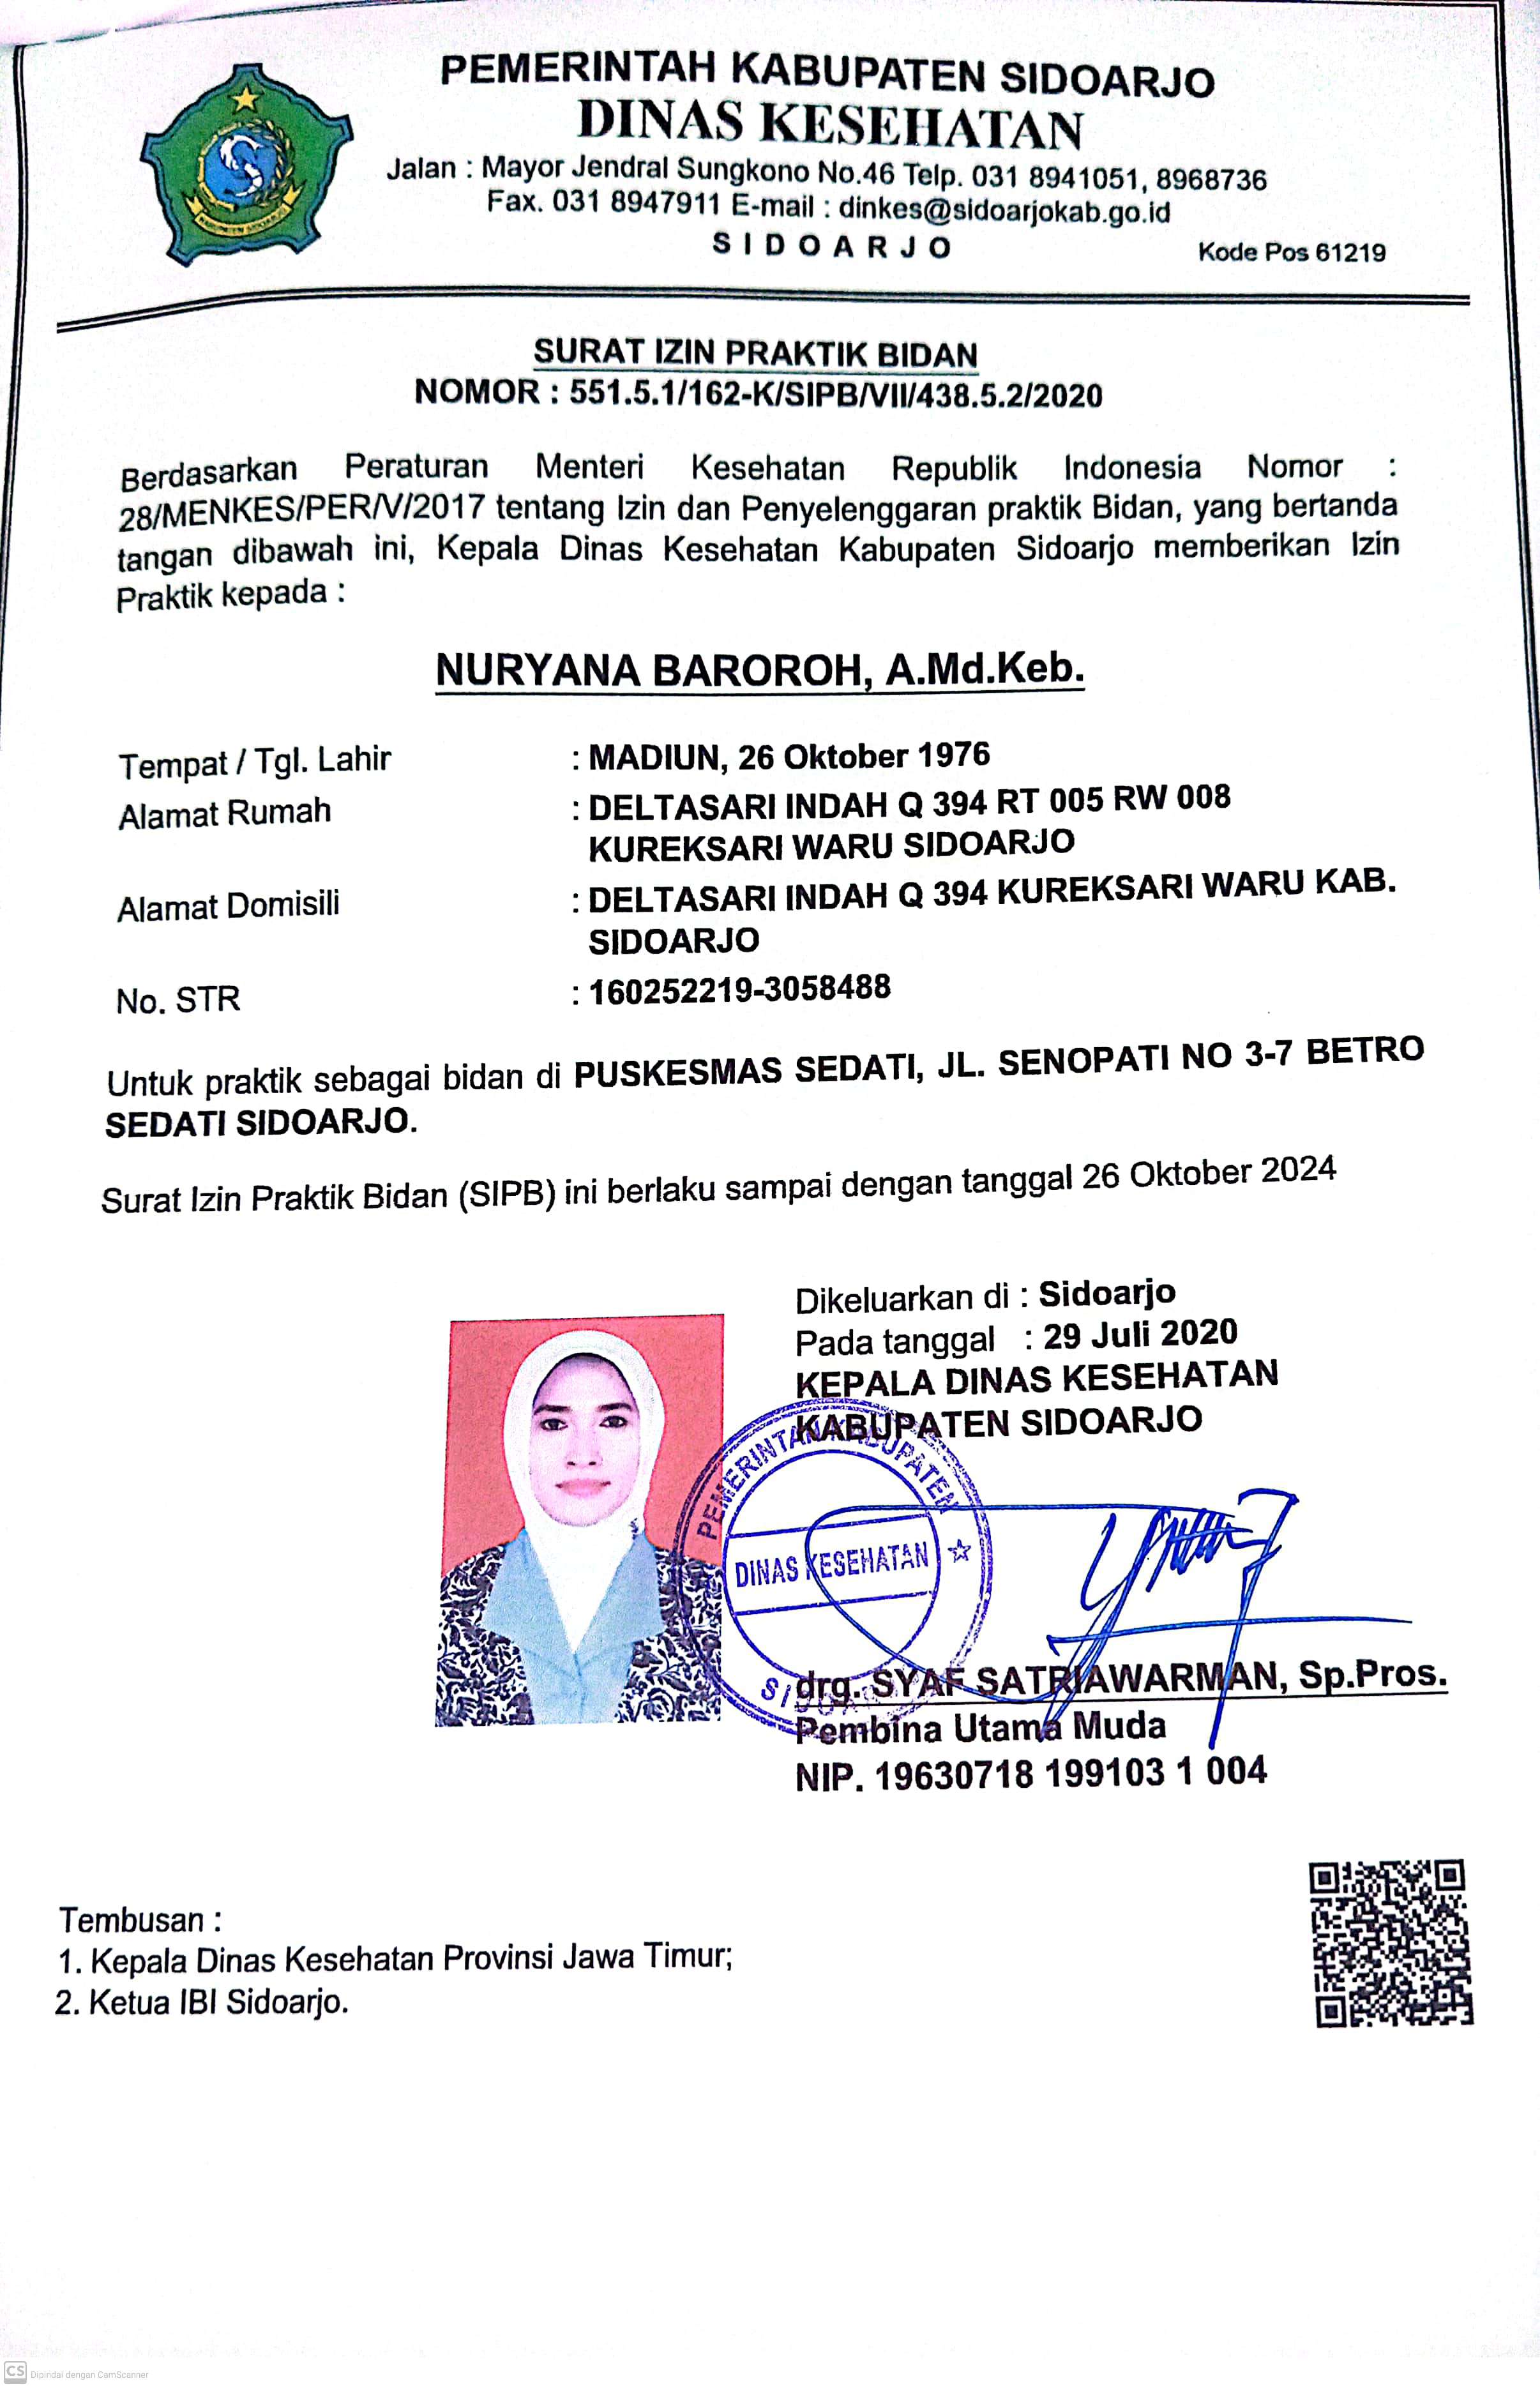 PEMERINTAH KABUPATEN SIDOARJO
DINAS KESEHATAN
Jalan : Mayor Jendral Sungkono No.46 Telp. 031 8941051, 8968736
Fax. 031 8947911 E-mail : dinkes@sidoarjokab.go.id
SIDOARJO
Kode Pos 61219
KABUPATEN SIDOARJO
SURAT IZIN PRAKTIK BIDAN
NOMOR : 551.5.1/162-K/SIPB/VII/438.5.2/2020
Berdasarkan Peraturan Menteri Kesehatan Republik Indonesia Nomor :
28/MENKES/PER/V/2017 tentang Izin dan Penyelenggaran praktik Bidan, yang bertanda
tangan dibawah ini, Kepala Dinas Kesehatan Kabupaten Sidoarjo memberikan Izin
Praktik kepada :
NURYANA BAROROH, A.Md.Keb.
Tempat / Tgl. Lahir : MADIUN, 26 Oktober 1976
Alamat Rumah : DELTASARI INDAH Q 394 RT 005 RW 008
KUREKSARI WARU SIDOARJO
Alamat Domisili : DELTASARI INDAH Q 394 KUREKSARI WARU KAB.
SIDOARJO
No. STR : 160252219-3058488
Untuk praktik sebagai bidan di PUSKESMAS SEDATI, JL. SENOPATI NO 3-7 BETRO
SEDATI SIDOARJO.
Surat Izin Praktik Bidan (SIPB) ini berlaku sampai dengan tanggal 26 Oktober 2024
Dikeluarkan di : Sidoarjo
Pada tanggal : 29 Juli 2020
KEPALA DINAS KESEHATAN
KABUPATEN SIDOARJO
PEMERINTAH KABUPATEN
DINAS KESEHATAN
SIDOARJO
drg. SYAF SATRIAWARMAN, Sp.Pros.
Pembina Utama Muda
NIP. 19630718 199103 1 004
Tembusan :
1. Kepala Dinas Kesehatan Provinsi Jawa Timur;
2. Ketua IBI Sidoarjo.
CS Dipindai dengan CamScanner